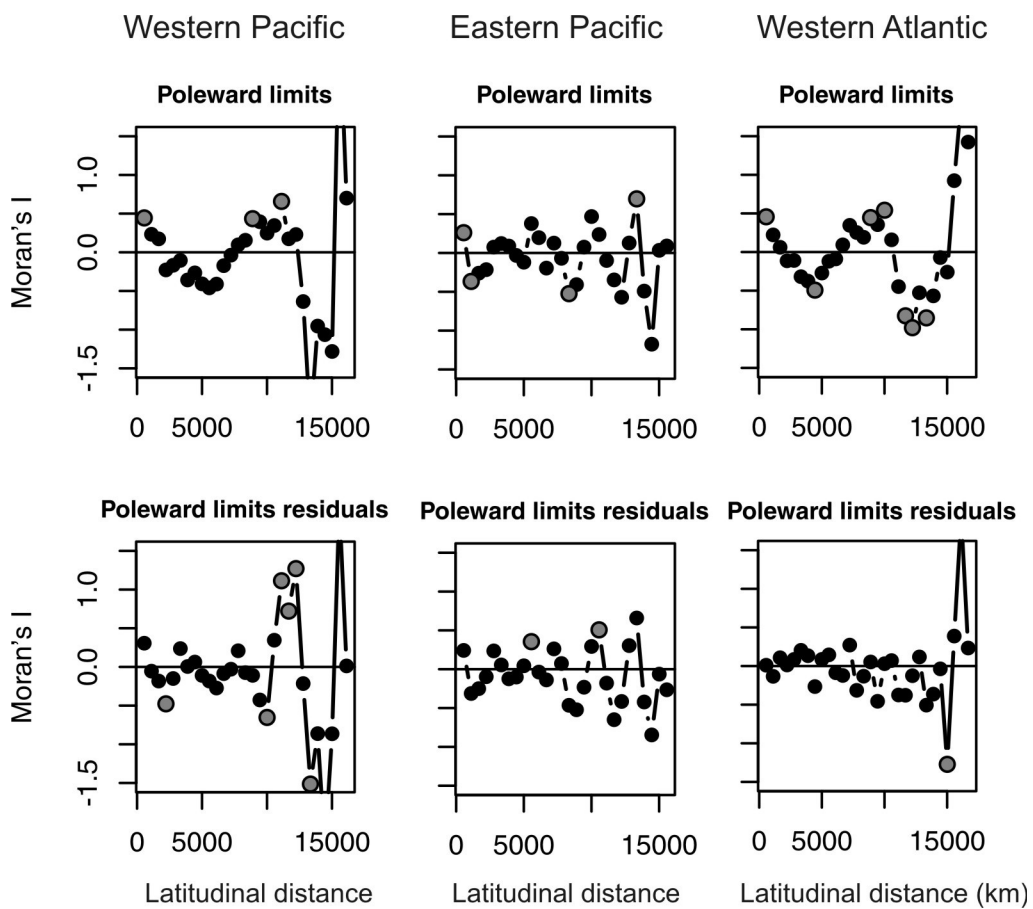 Western Pacific Eastern Pacific Western Atlantic
Poleward limits Poleward limits Poleward limits
Moran's I
1.0
0.0
-1.5
0 5000 15000 0 5000 15000 0 5000 15000
Poleward limits residuals Poleward limits residuals Poleward limits residuals
Moran's I
1.0
0.0
-1.5
0 5000 15000 0 5000 15000 0 5000 15000
Latitudinal distance Latitudinal distance Latitudinal distance (km)